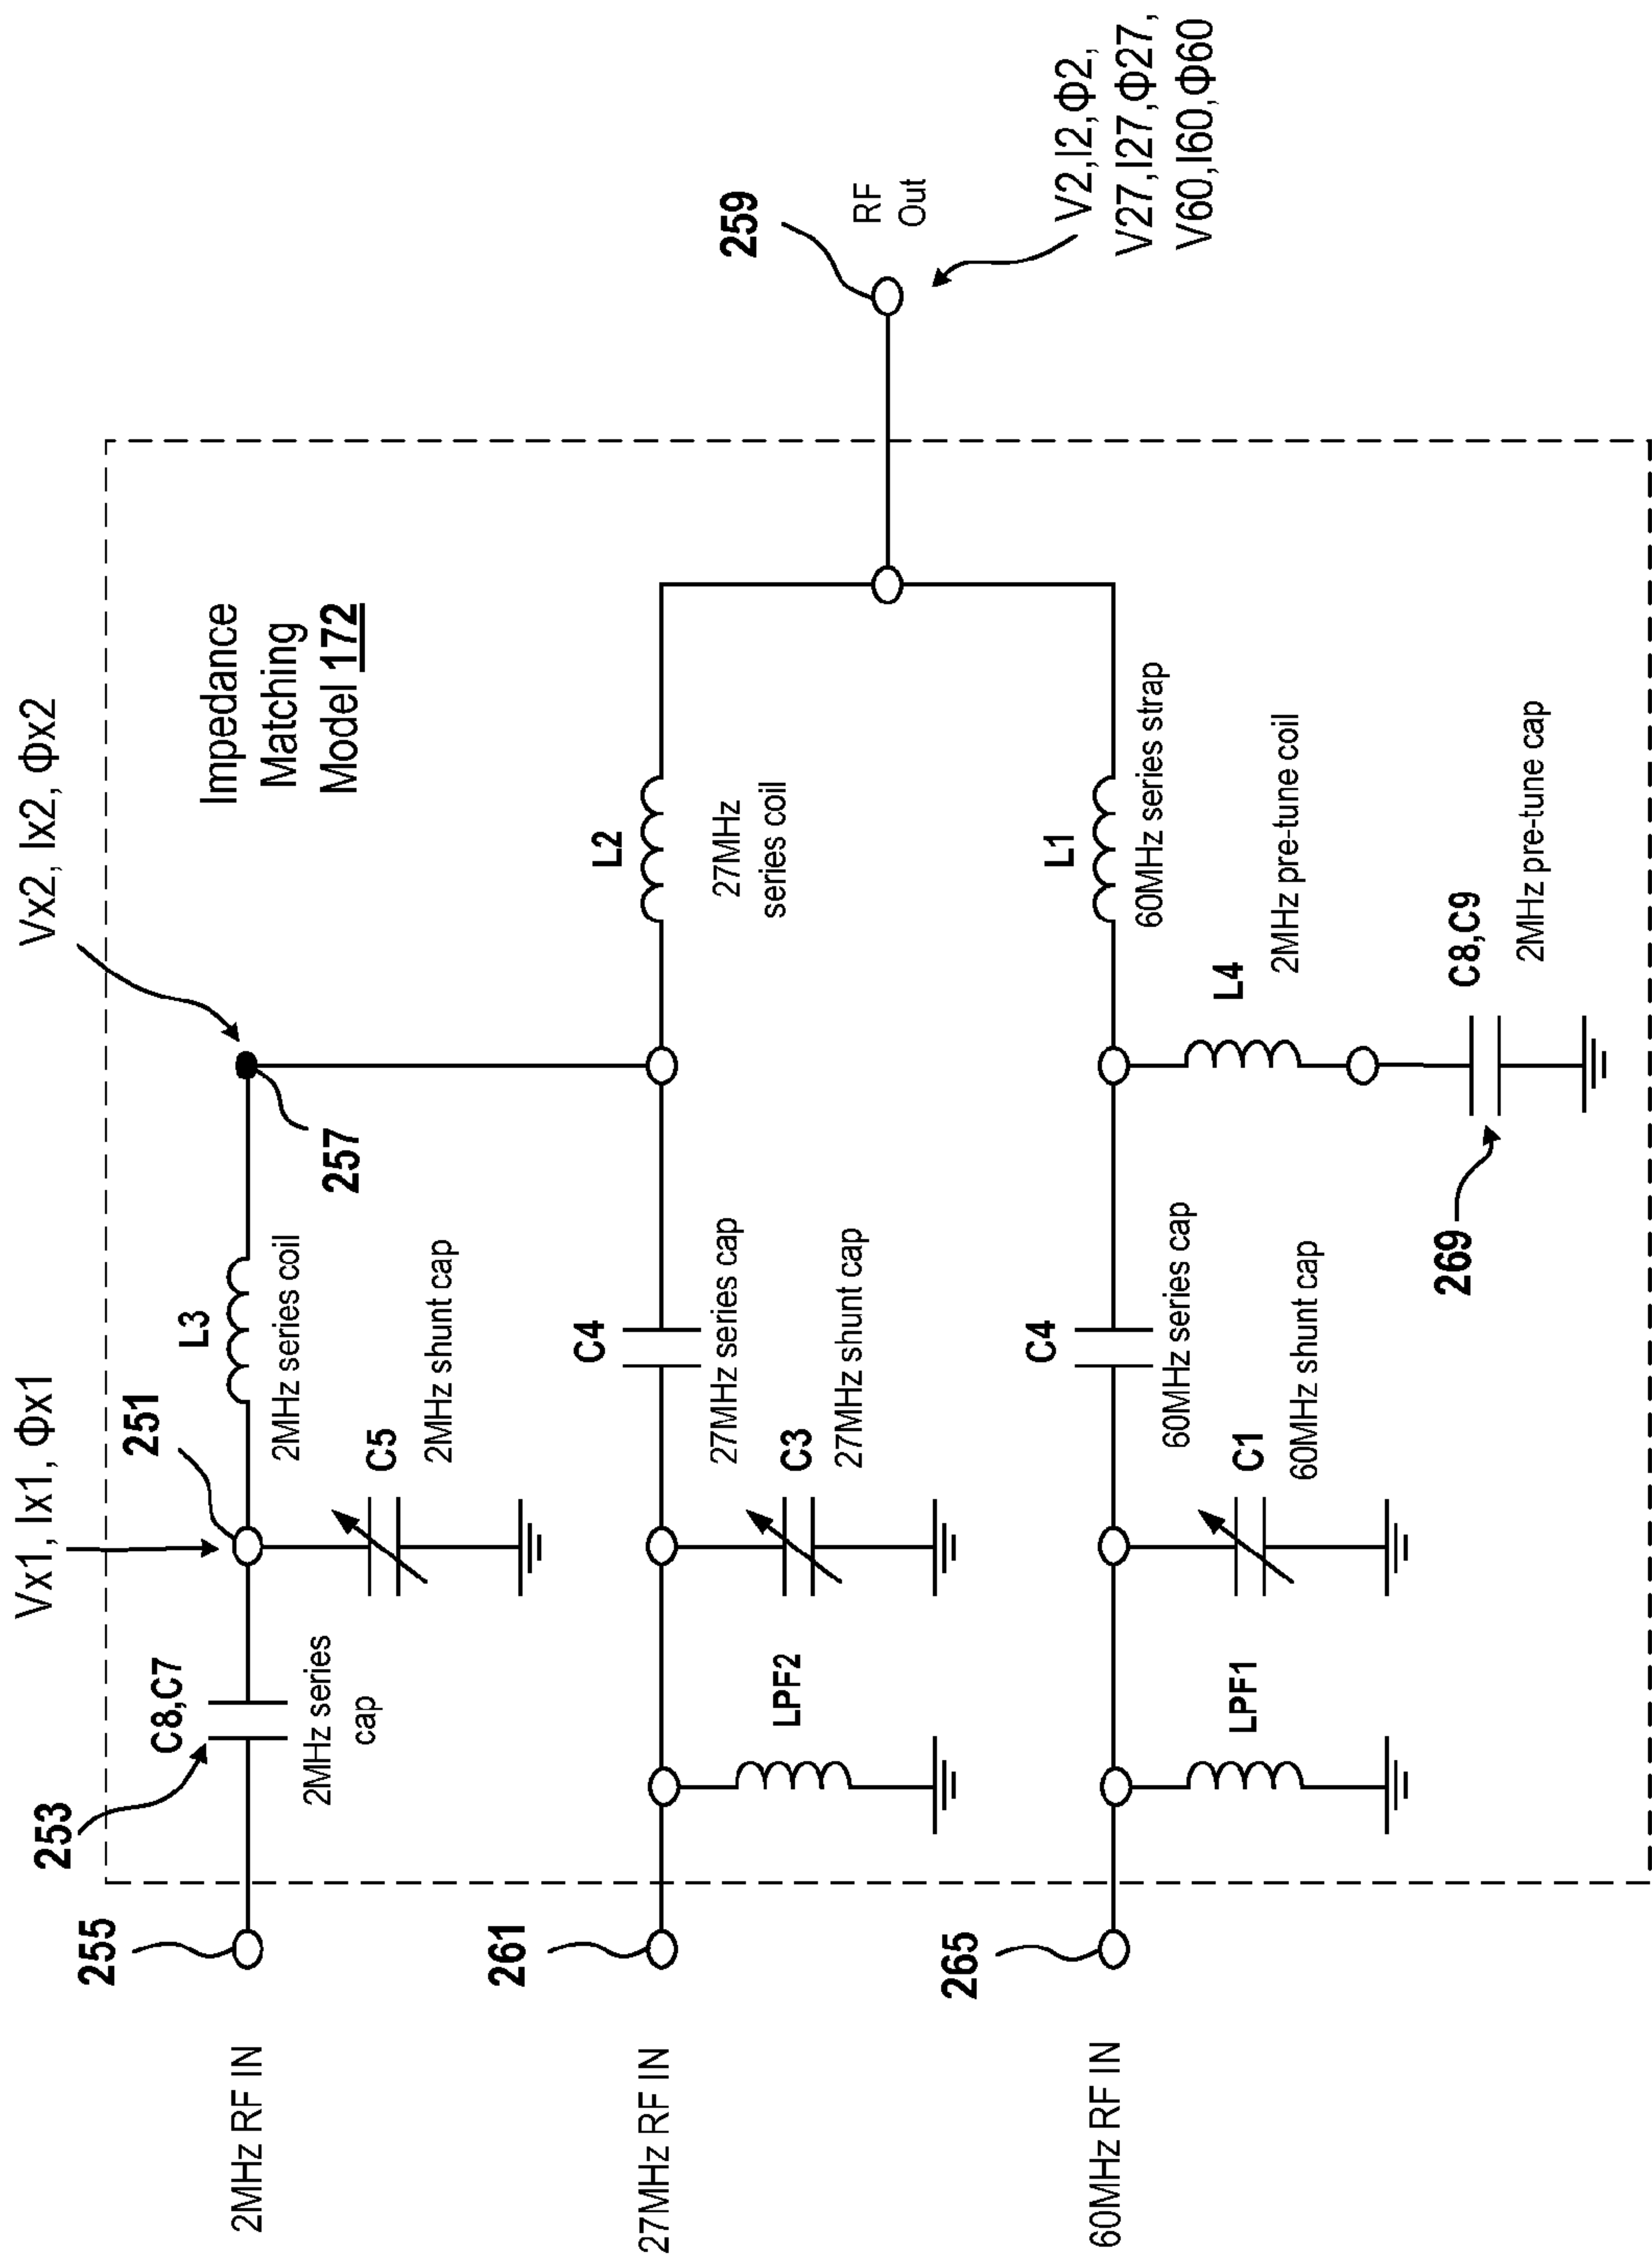 Vx1, Ix1, Φx1
Vx2, Ix2, Φx2
253
251
Impedance
Matching
Model 172
255
2MHz RF IN
C8,C7
2MHz series
cap
L3
2MHz series coil
C5
2MHz shunt cap
257
261
27MHz RF IN
LPF2
C3
27MHz shunt cap
C4
27MHz series cap
L2
27MHz
series coil
259
RF
Out
V2,I2,Φ2,
V27,I27,Φ27,
V60,I60,Φ60
265
60MHz RF IN
LPF1
C1
60MHz shunt cap
C4
60MHz series cap
L1
60MHz series strap
L4
2MHz pre-tune coil
269
C8,C9
2MHz pre-tune cap